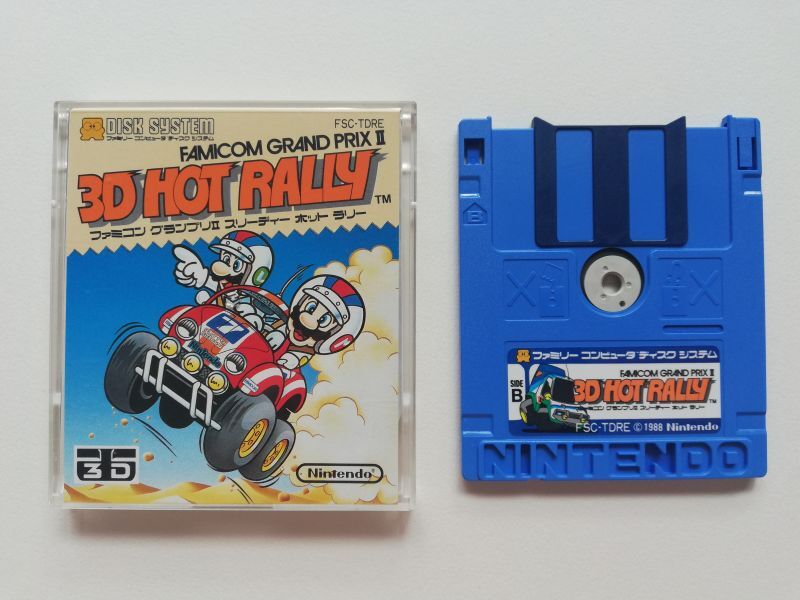 DISK SYSTEM
ファミリー コンピュータ ディスク システム
FSC-TDRE
FAMICOM GRAND PRIX II
3D HOT RALLY™
ファミコン グランプリII スリーディー ホット ラリー
7
3D
Nintendo
B
ファミリー コンピュータ ディスク システム
SIDE
B
FAMICOM GRAND PRIX II
3D HOT RALLY™
ファミコン グランプリII スリーディー ホット ラリー
FSC-TDRE © 1988 Nintendo
NINTENDO